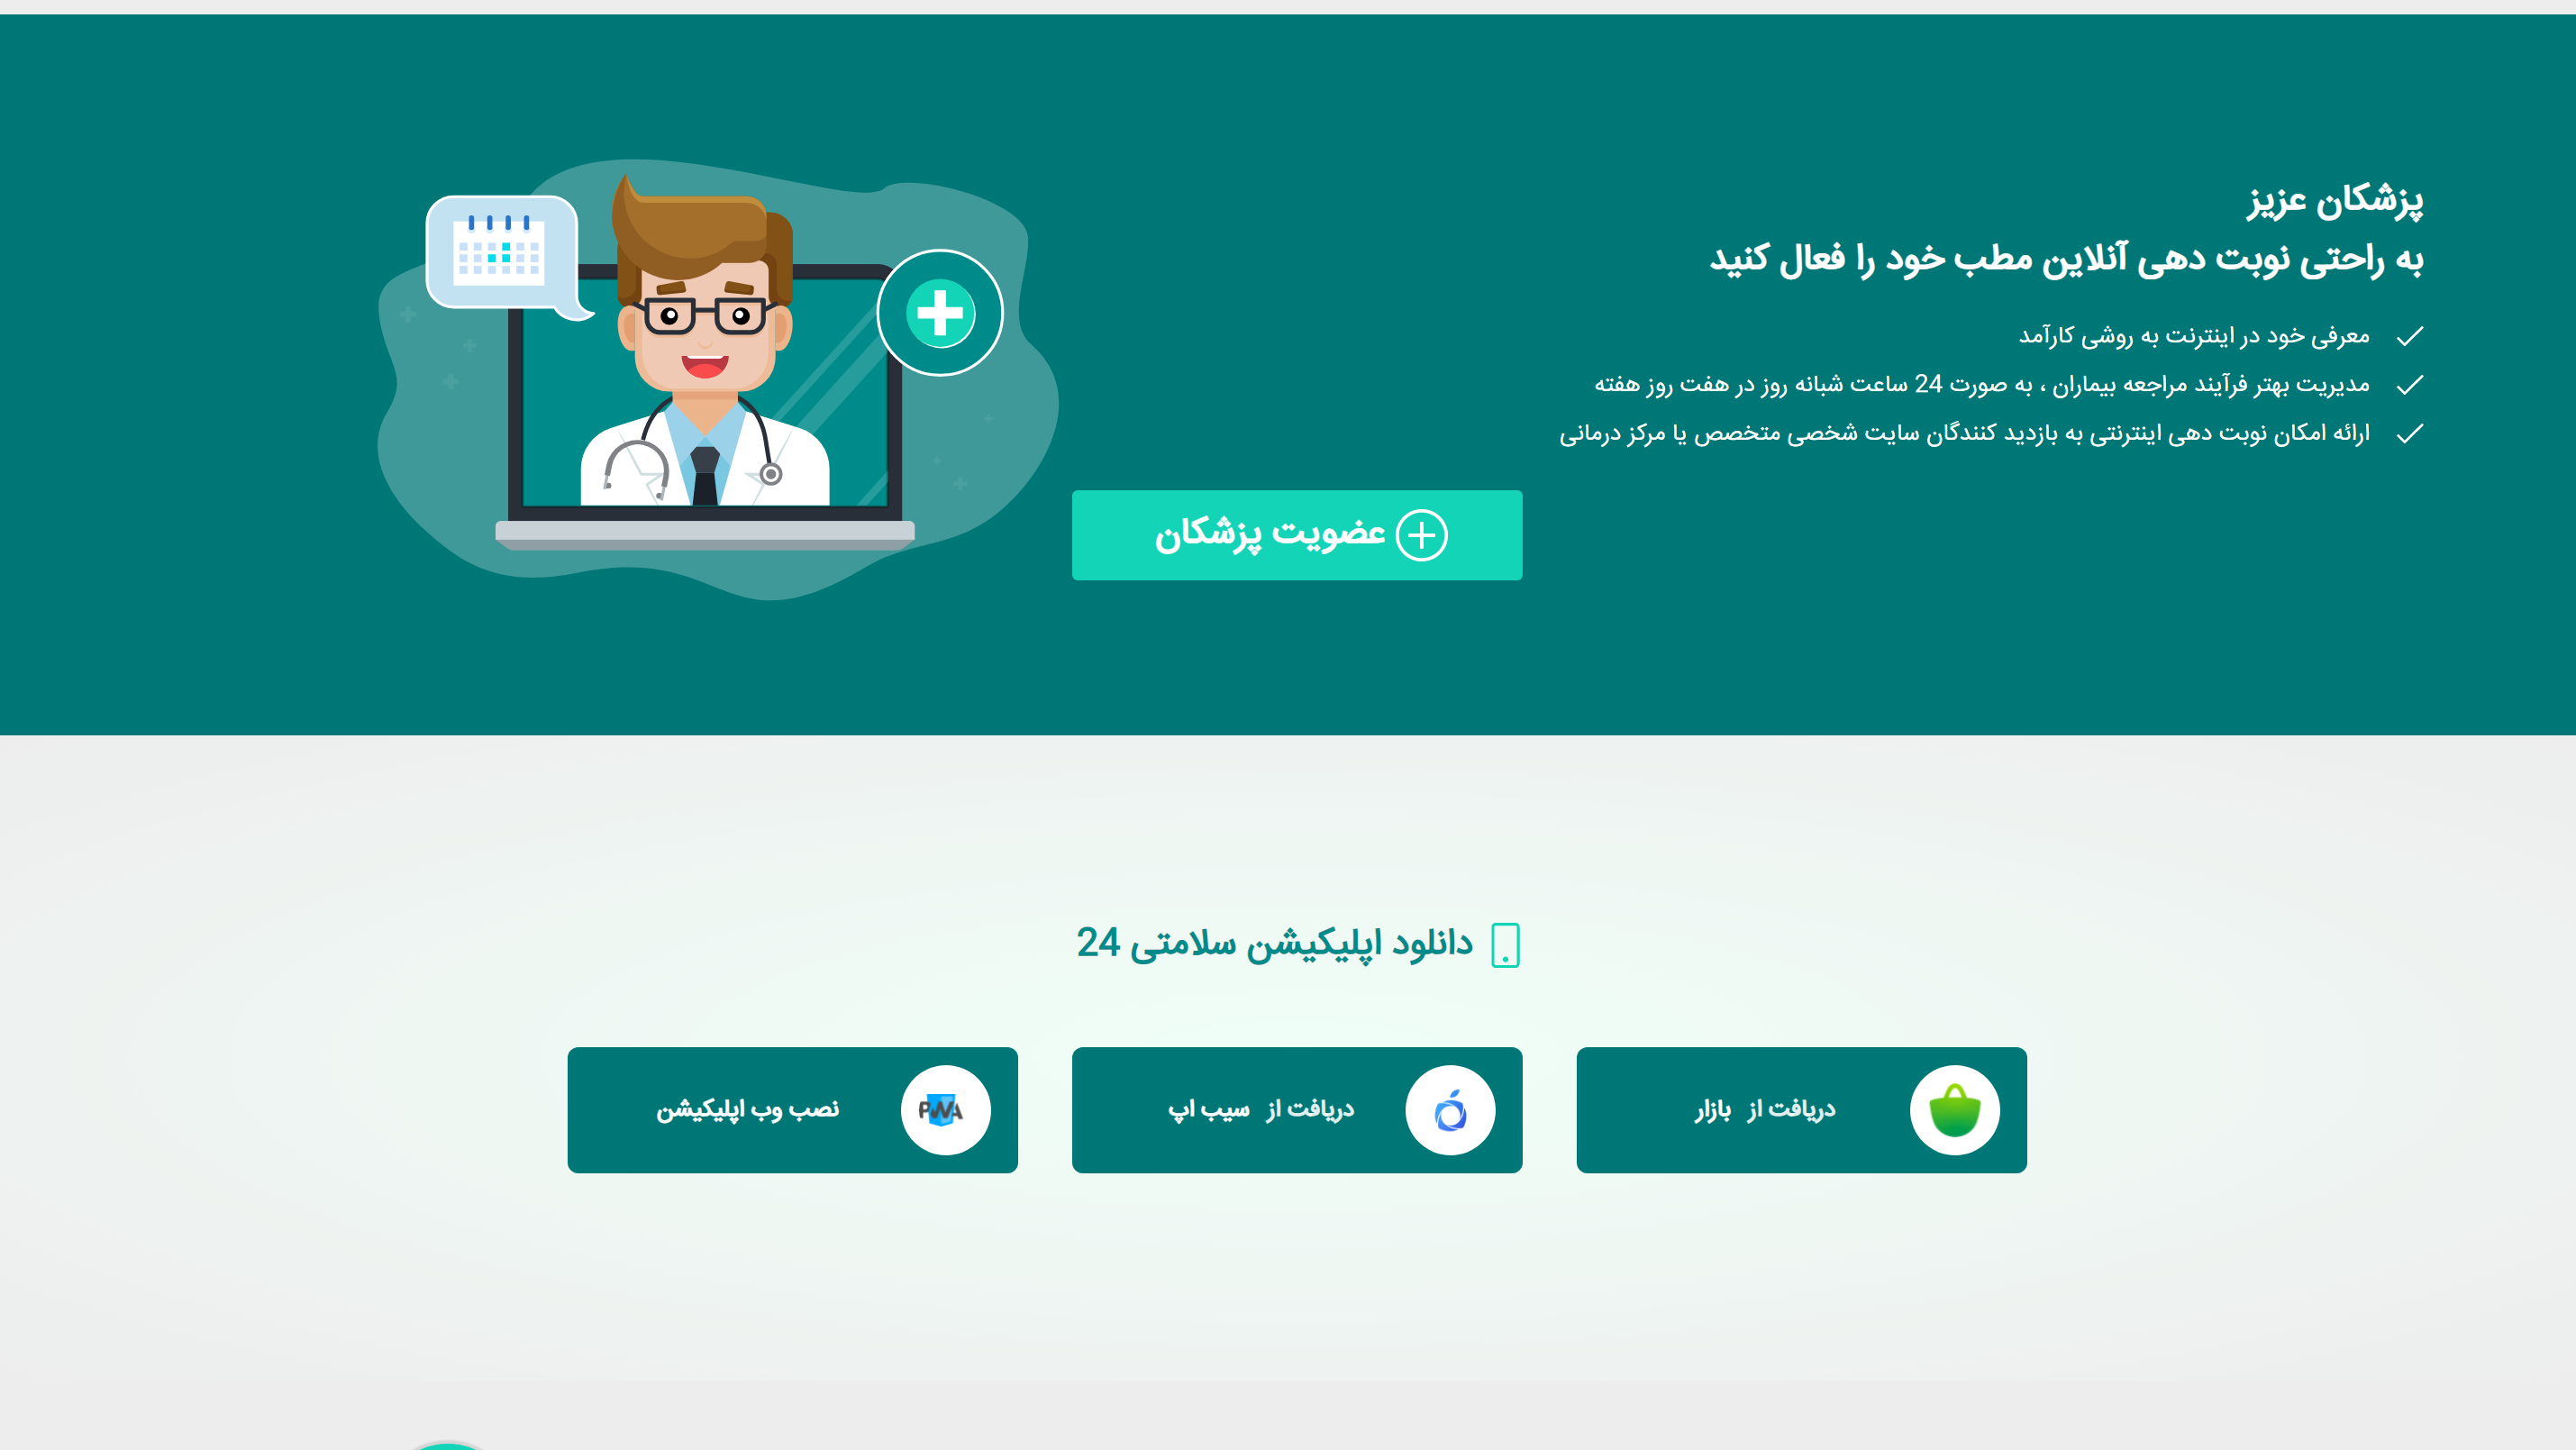 پزشکان عزیز
به راحتی نوبت دهی آنلاین مطب خود را فعال کنید
معرفی خود در اینترنت به روشی کارآمد
مدیریت بهتر فرآیند مراجعه بیماران ، به صورت 24 ساعت شبانه روز در هفت روز هفته
ارائه امکان نوبت دهی اینترنتی به بازدید کنندگان سایت شخصی متخصص یا مرکز درمانی
عضویت پزشکان
دانلود اپلیکیشن سلامتی 24
دریافت از بازار
دریافت از سیب اپ
PWA نصب وب اپلیکیشن